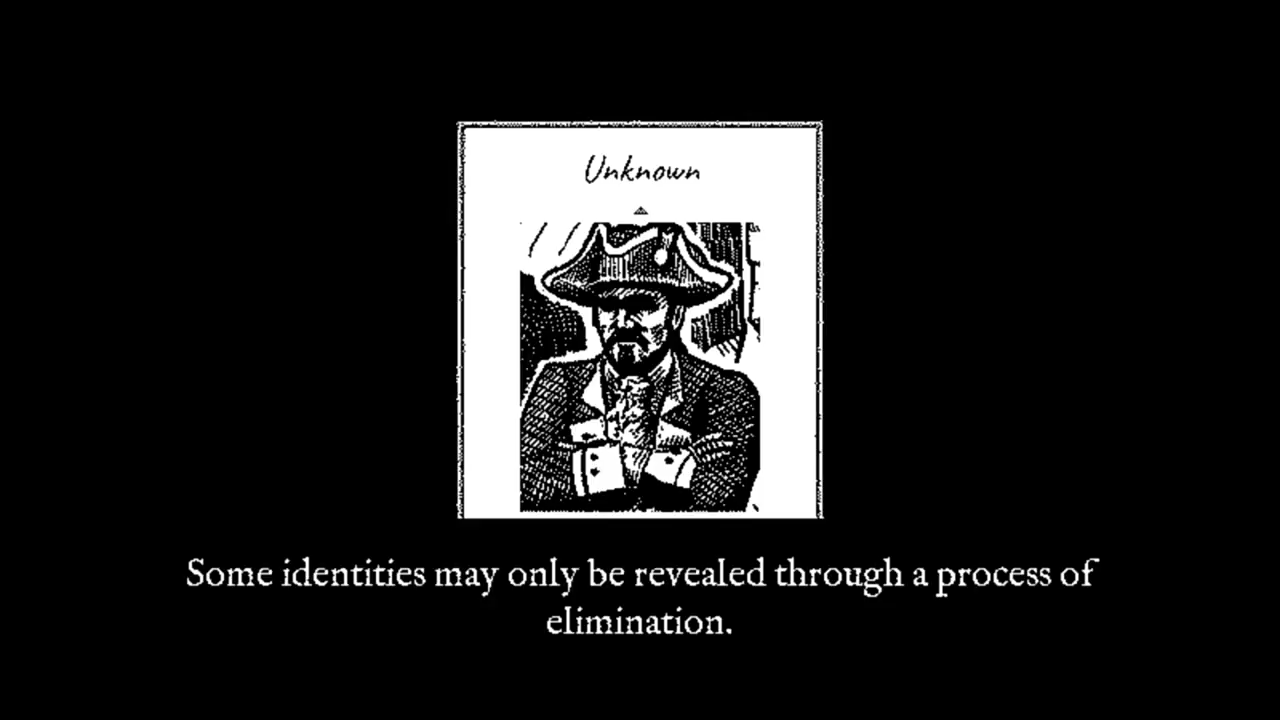 Unknown
Some identities may only be revealed through a process of
elimination.